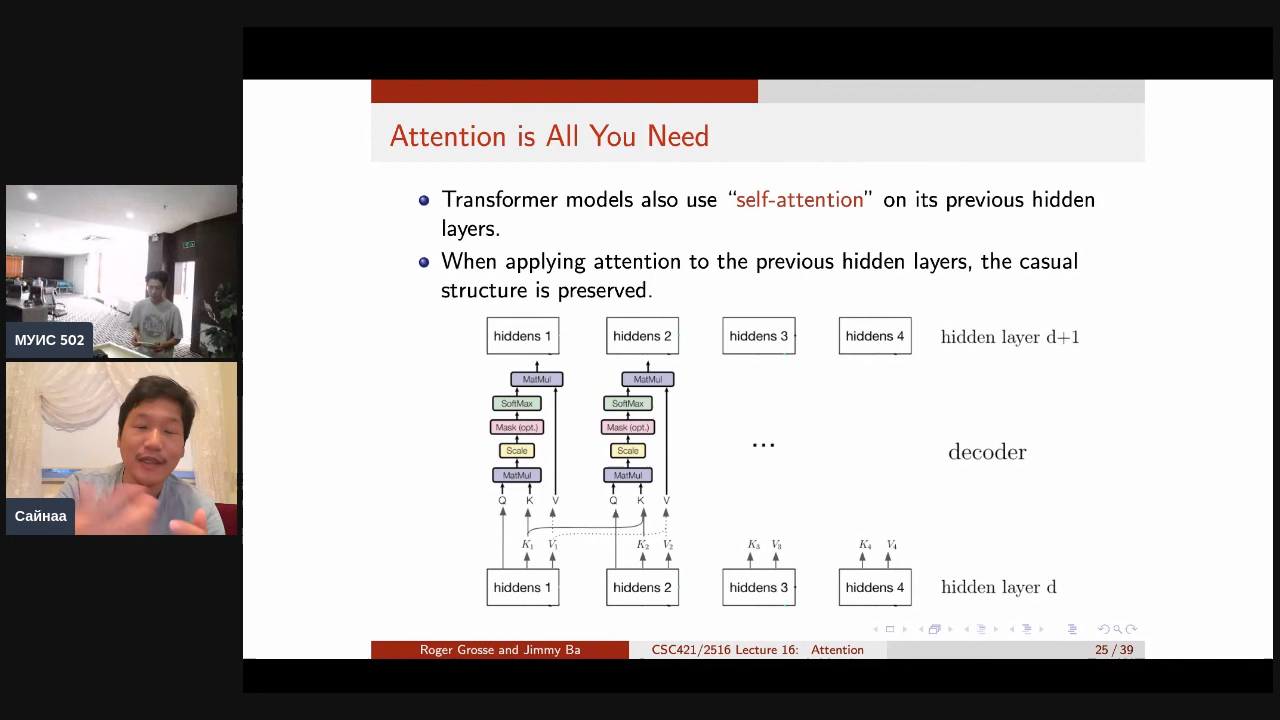 Attention is All You Need
Transformer models also use “self-attention” on its previous hidden
layers.
When applying attention to the previous hidden layers, the casual
structure is preserved.
hiddens 1 hiddens 2 hiddens 3 hiddens 4 hidden layer d+1
MatMul MatMul
SoftMax SoftMax
Mask (opt.) Mask (opt.)
Scale Scale
... decoder
MatMul MatMul
Q K V Q K V
K1 V1 K2 V2 K3 V3 K4 V4
hiddens 1 hiddens 2 hiddens 3 hiddens 4 hidden layer d
Roger Grosse and Jimmy Ba CSC421/2516 Lecture 16: Attention 25 / 39
МУИС 502
Сайнаа